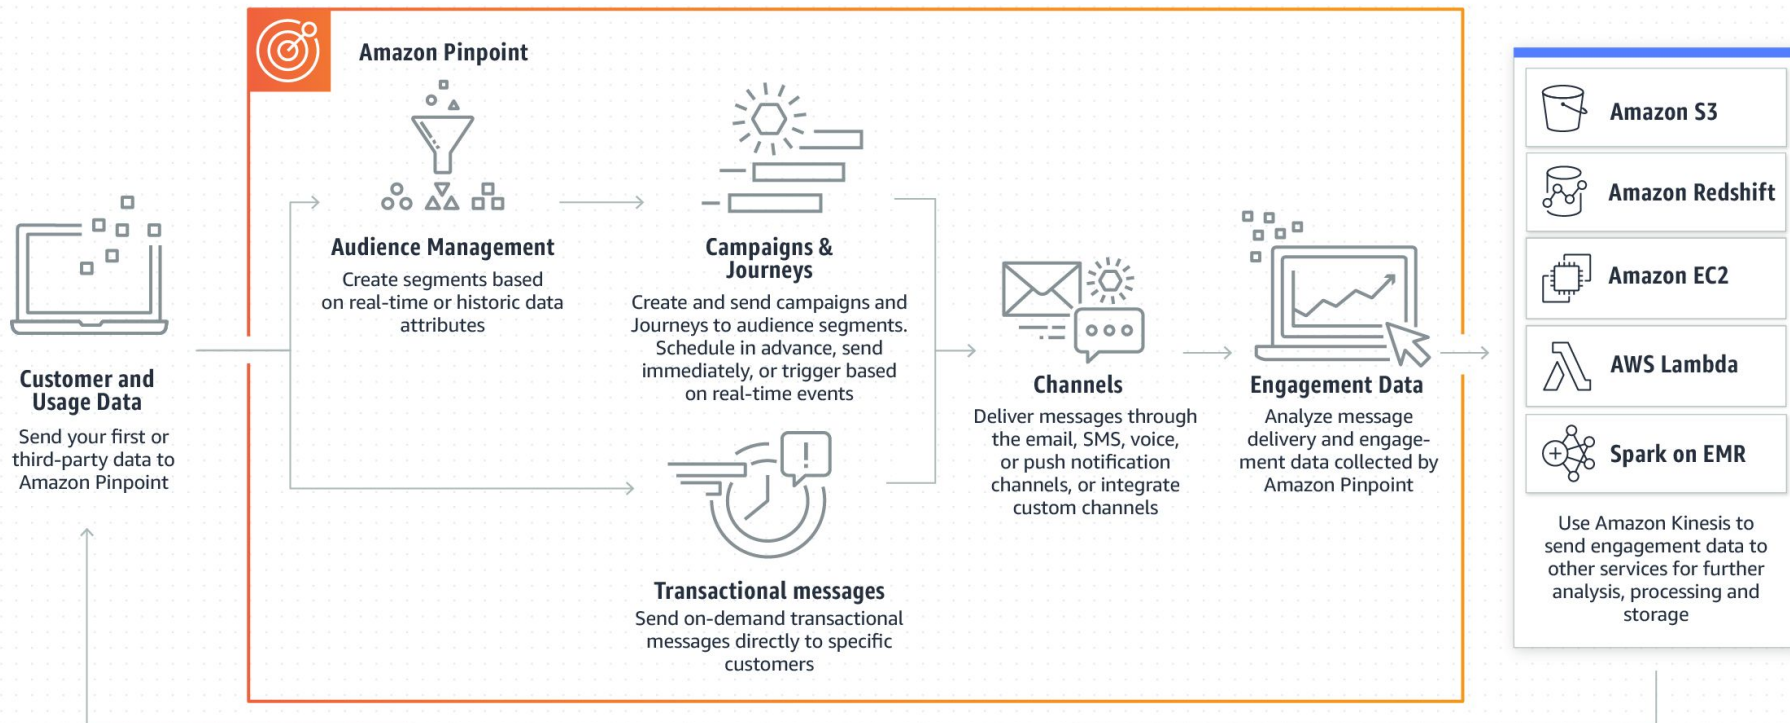 Amazon Pinpoint
Customer and
Usage Data
Send your first or
third-party data to
Amazon Pinpoint
Audience Management
Create segments based
on real-time or historic data
attributes
Campaigns &
Journeys
Create and send campaigns and
Journeys to audience segments.
Schedule in advance, send
immediately, or trigger based
on real-time events
Transactional messages
Send on-demand transactional
messages directly to specific
customers
Channels
Deliver messages through
the email, SMS, voice,
or push notification
channels, or integrate
custom channels
Engagement Data
Analyze message
delivery and engage-
ment data collected by
Amazon Pinpoint
Amazon S3
Amazon Redshift
Amazon EC2
AWS Lambda
Spark on EMR
Use Amazon Kinesis to
send engagement data to
other services for further
analysis, processing and
storage